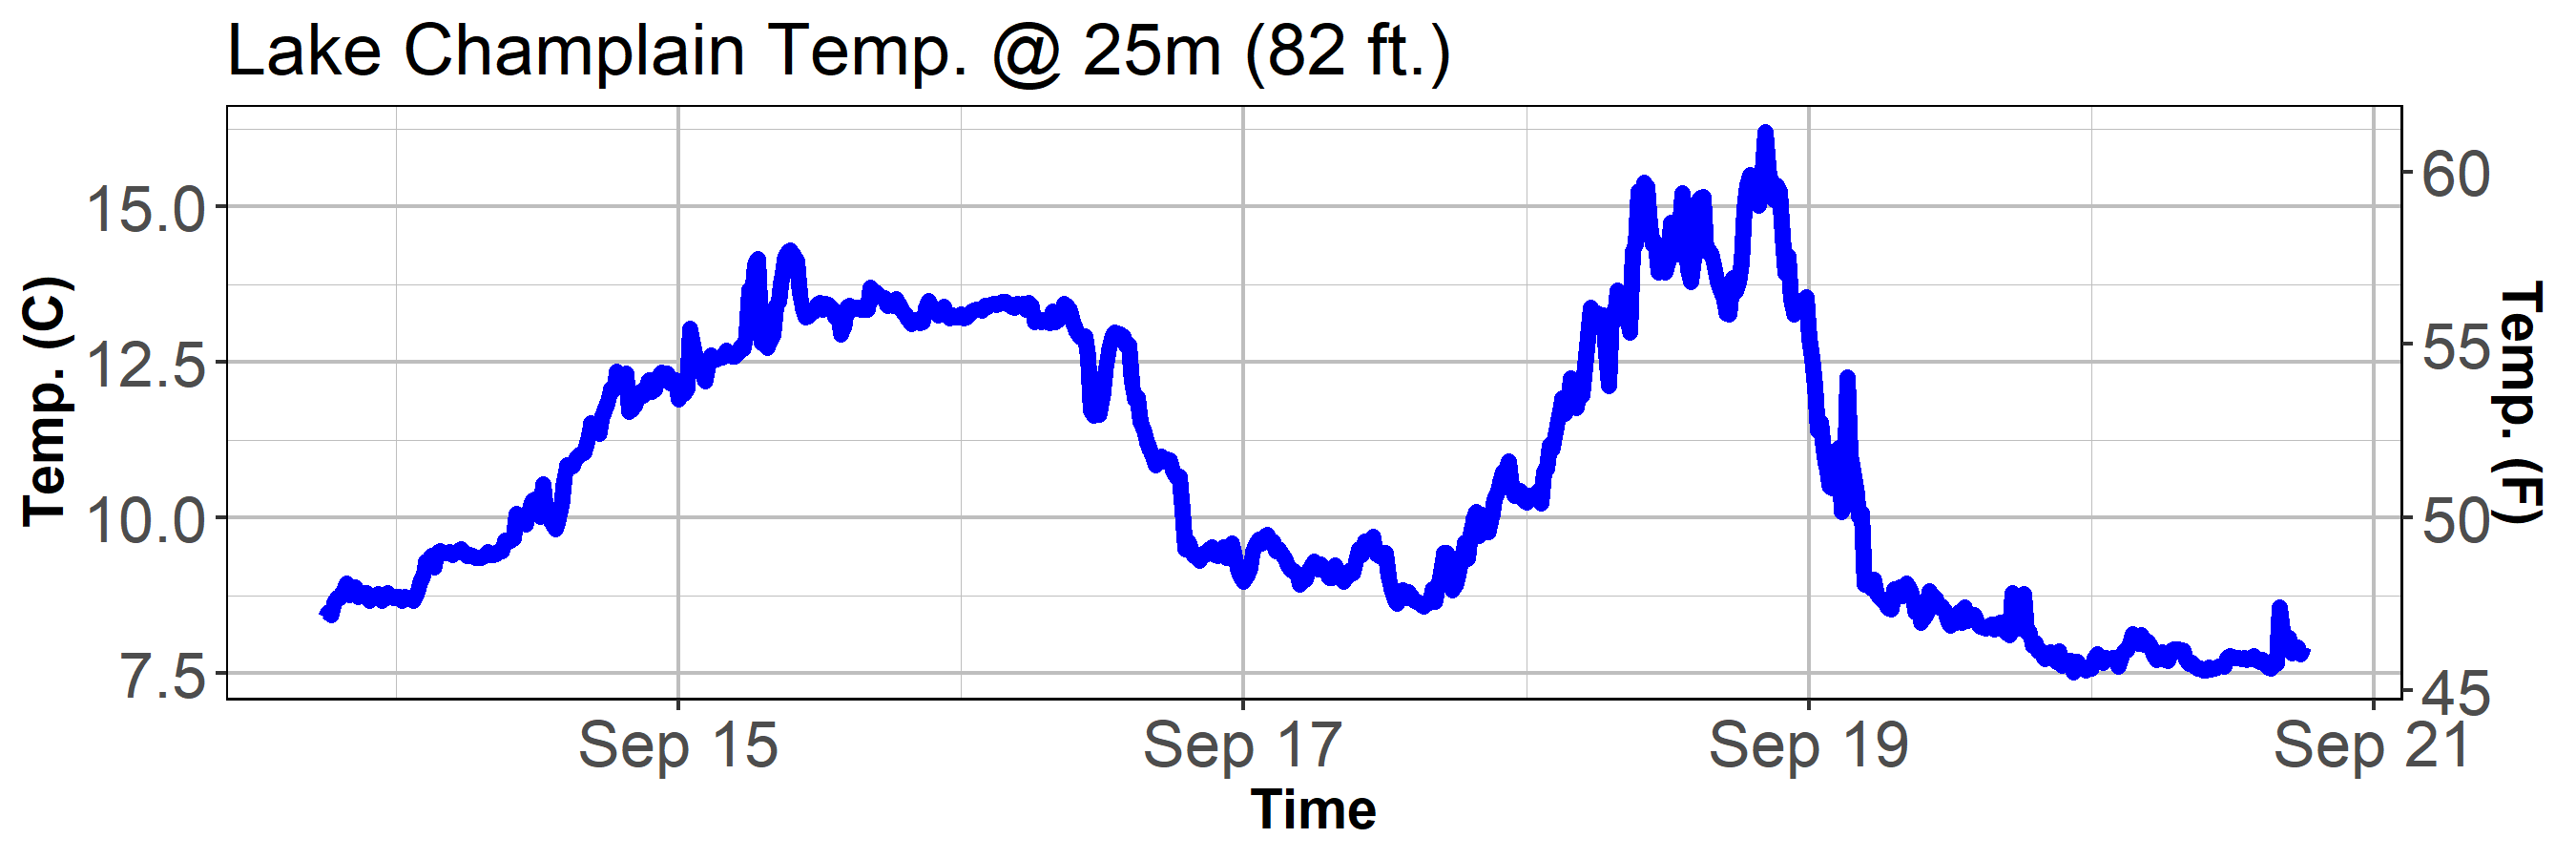 Lake Champlain Temp. @ 25m (82 ft.)
Temp. (C)
15.0
12.5
10.0
7.5
60
55
50
45
Temp. (F)
Sep 15
Sep 17
Sep 19
Sep 21
Time